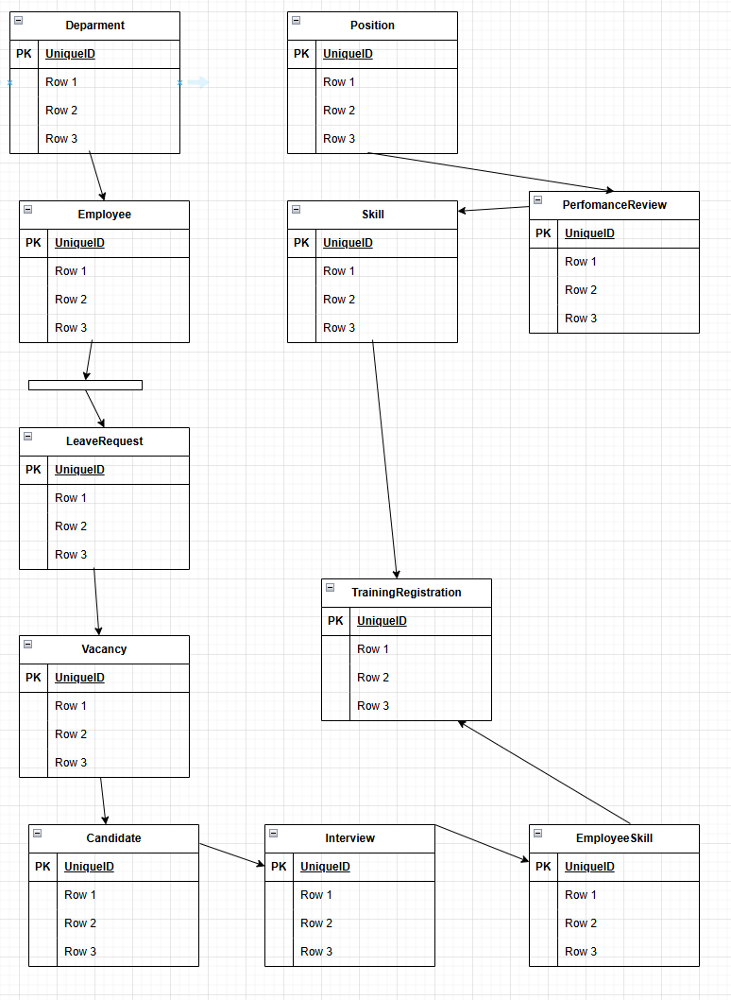 Deparment
PK UniqueID
Row 1
Row 2
Row 3
Position
PK UniqueID
Row 1
Row 2
Row 3
Employee
PK UniqueID
Row 1
Row 2
Row 3
Skill
PK UniqueID
Row 1
Row 2
Row 3
PerfomanceReview
PK UniqueID
Row 1
Row 2
Row 3
LeaveRequest
PK UniqueID
Row 1
Row 2
Row 3
TrainingRegistration
PK UniqueID
Row 1
Row 2
Row 3
Vacancy
PK UniqueID
Row 1
Row 2
Row 3
Candidate
PK UniqueID
Row 1
Row 2
Row 3
Interview
PK UniqueID
Row 1
Row 2
Row 3
EmployeeSkill
PK UniqueID
Row 1
Row 2
Row 3